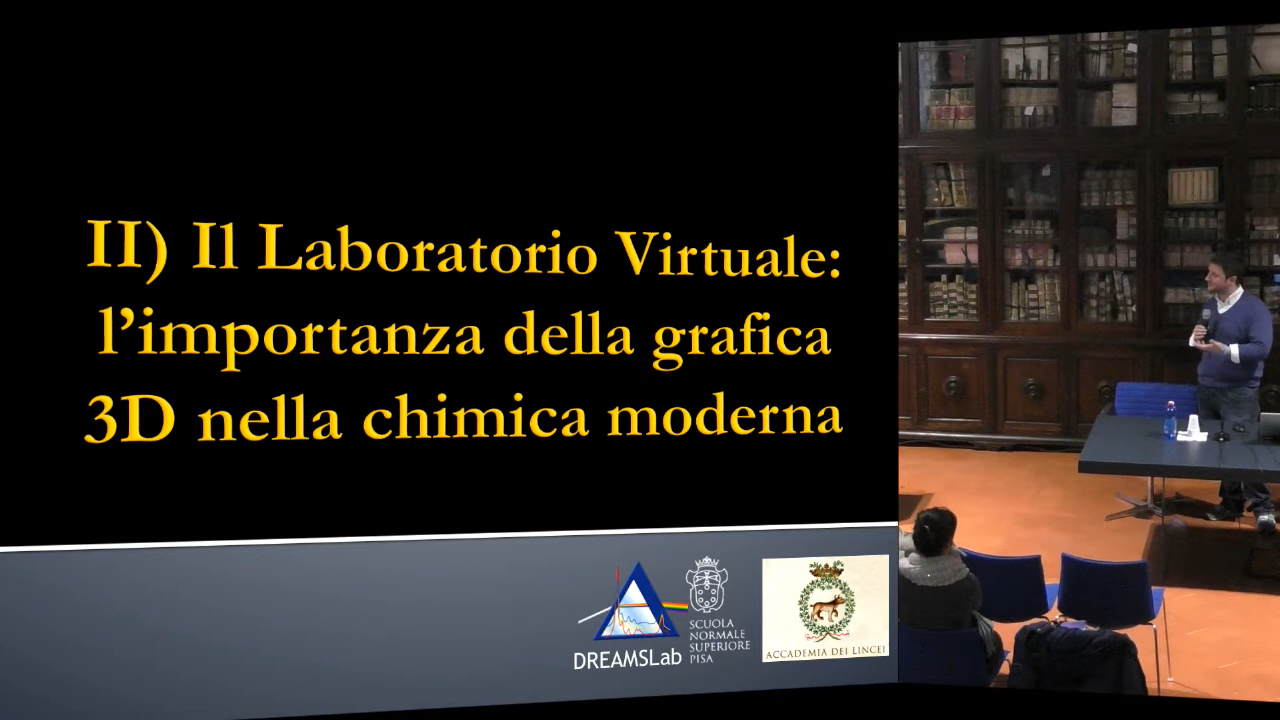 II) Il Laboratorio Virtuale:
l’importanza della grafica
3D nella chimica moderna
DREAMSLab
SCUOLA
NORMALE
SUPERIORE
PISA
ACCADEMIA DEI LINCEI